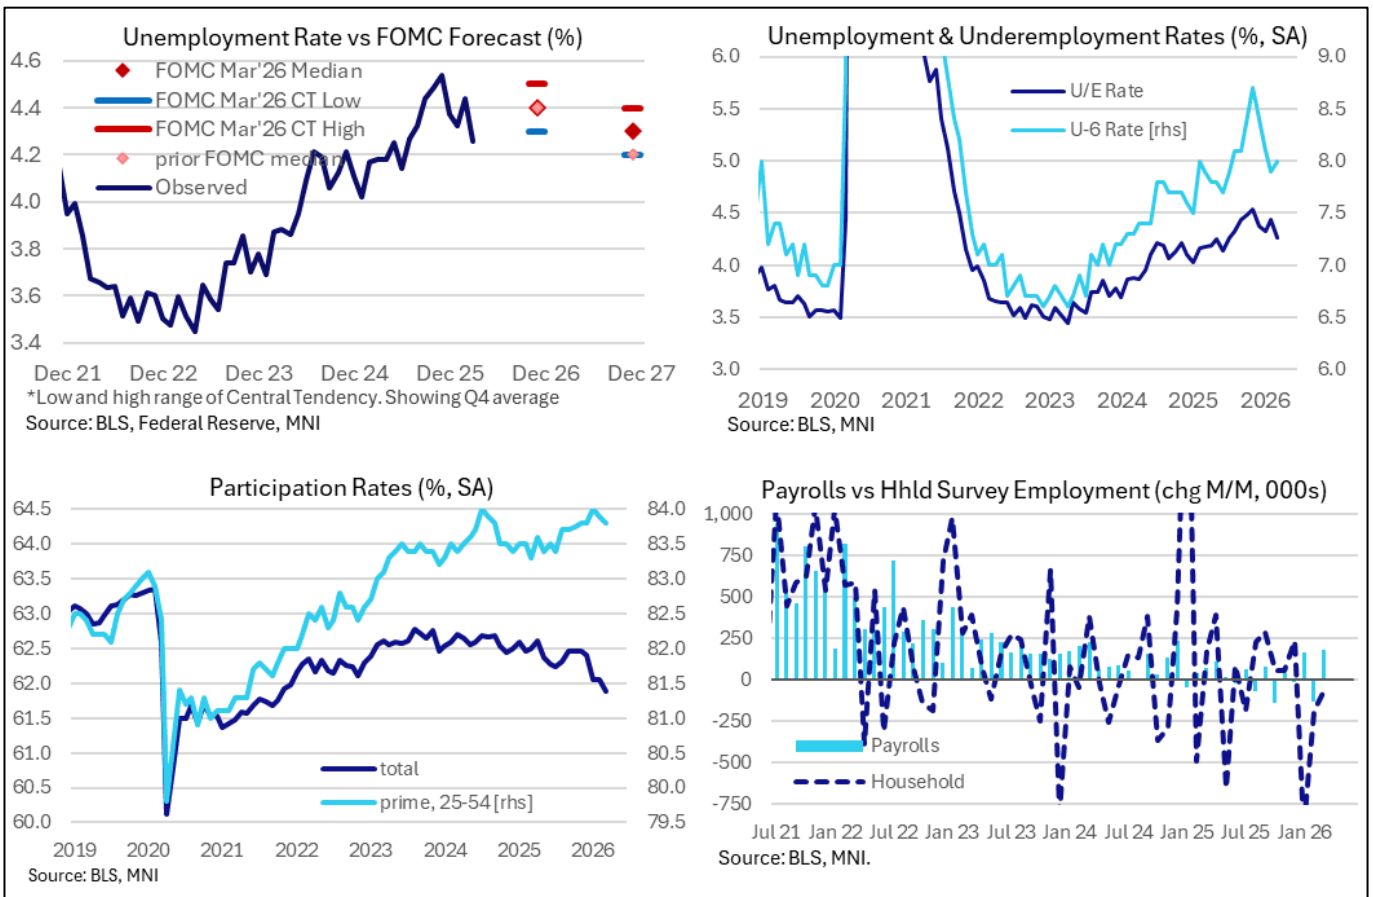 Unemployment Rate vs FOMC Forecast (%)
4.6
4.4
4.2
4.0
3.8
3.6
3.4
FOMC Mar'26 Median
FOMC Mar'26 CT Low
FOMC Mar'26 CT High
prior FOMC median
Observed
Dec 21 Dec 22 Dec 23 Dec 24 Dec 25 Dec 26 Dec 27
*Low and high range of Central Tendency. Showing Q4 average
Source: BLS, Federal Reserve, MNI
Unemployment & Underemployment Rates (%, SA)
6.0 9.0
5.5 8.5
5.0 8.0
4.5 7.5
4.0 7.0
3.5 6.5
3.0 6.0
U/E Rate
U-6 Rate [rhs]
2019 2020 2021 2022 2023 2024 2025 2026
Source: BLS, MNI
Participation Rates (%, SA)
64.5 84.0
64.0 83.5
63.5 83.0
63.0 82.5
62.5 82.0
62.0 81.5
61.5 81.0
61.0 80.5
60.5 80.0
60.0 79.5
total
prime, 25-54 [rhs]
2019 2020 2021 2022 2023 2024 2025 2026
Source: BLS, MNI
Payrolls vs Hhld Survey Employment (chg M/M, 000s)
1,000
750
500
250
0
-250
-500
-750
Payrolls
Household
Jul 21 Jan 22 Jul 22 Jan 23 Jul 23 Jan 24 Jul 24 Jan 25 Jul 25 Jan 26
Source: BLS, MNI.